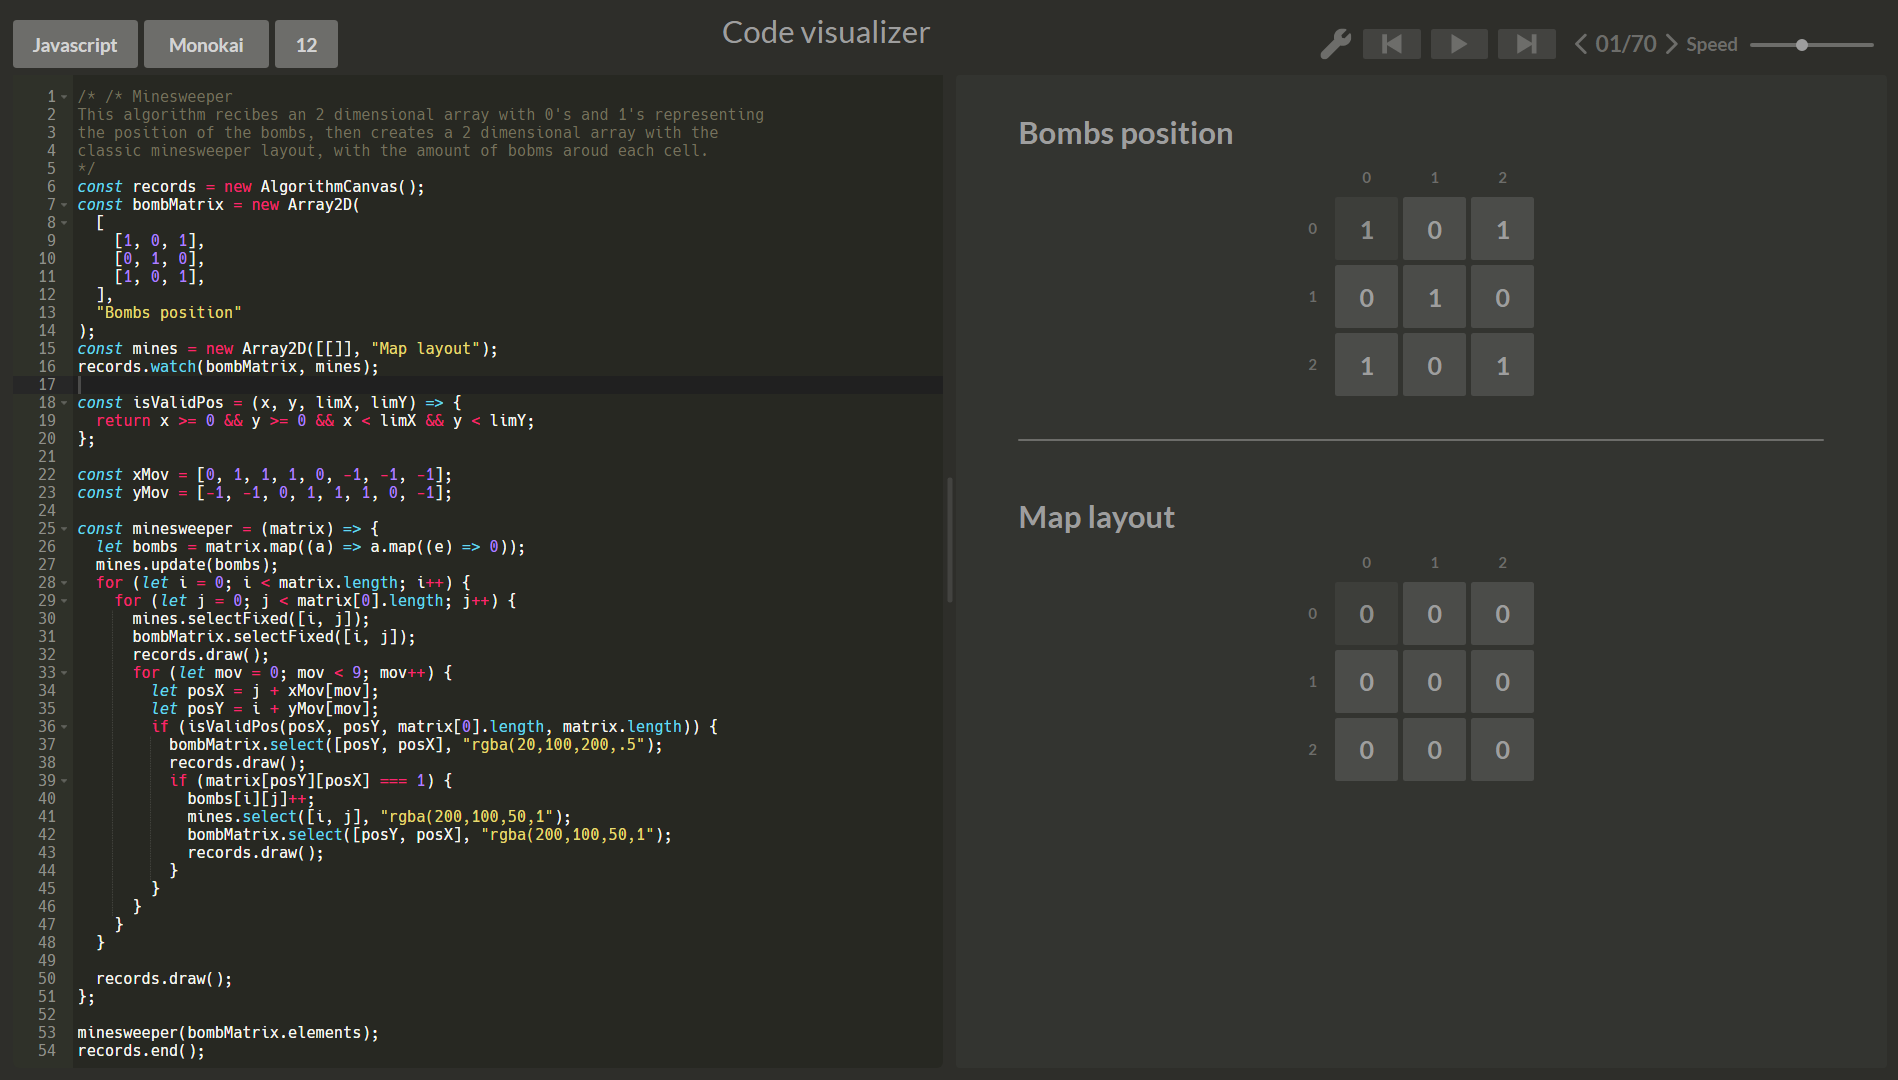 Javascript
Monokai
12
Code visualizer
01/70
Speed
1 /* /* Minesweeper
2 This algorithm recibes an 2 dimensional array with 0's and 1's representing
3 the position of the bombs, then creates a 2 dimensional array with the
4 classic minesweeper layout, with the amount of bobms aroud each cell.
5 */
6 const records = new AlgorithmCanvas();
7 const bombMatrix = new Array2D(
8   [
9     [1, 0, 1],
10     [0, 1, 0],
11     [1, 0, 1],
12   ],
13   "Bombs position"
14 );
15 const mines = new Array2D([[]], "Map layout");
16 records.watch(bombMatrix, mines);
17
18 const isValidPos = (x, y, limX, limY) => {
19   return x >= 0 && y >= 0 && x < limX && y < limY;
20 };
21
22 const xMov = [0, 1, 1, 1, 0, -1, -1, -1];
23 const yMov = [-1, -1, 0, 1, 1, 1, 0, -1];
24
25 const minesweeper = (matrix) => {
26   let bombs = matrix.map((a) => a.map((e) => 0));
27   mines.update(bombs);
28   for (let i = 0; i < matrix.length; i++) {
29     for (let j = 0; j < matrix[0].length; j++) {
30       mines.selectFixed([i, j]);
31       bombMatrix.selectFixed([i, j]);
32       records.draw();
33       for (let mov = 0; mov < 9; mov++) {
34         let posX = j + xMov[mov];
35         let posY = i + yMov[mov];
36         if (isValidPos(posX, posY, matrix[0].length, matrix.length)) {
37           bombMatrix.select([posY, posX], "rgba(20,100,200,.5");
38           records.draw();
39           if (matrix[posY][posX] === 1) {
40             bombs[i][j]++;
41             mines.select([i, j], "rgba(200,100,50,1");
42             bombMatrix.select([posY, posX], "rgba(200,100,50,1");
43             records.draw();
44           }
45         }
46       }
47     }
48   }
49
50   records.draw();
51 };
52
53 minesweeper(bombMatrix.elements);
54 records.end();
Bombs position
0 1 2
0 1 0 1
1 0 1 0
2 1 0 1
Map layout
0 1 2
0 0 0 0
1 0 0 0
2 0 0 0